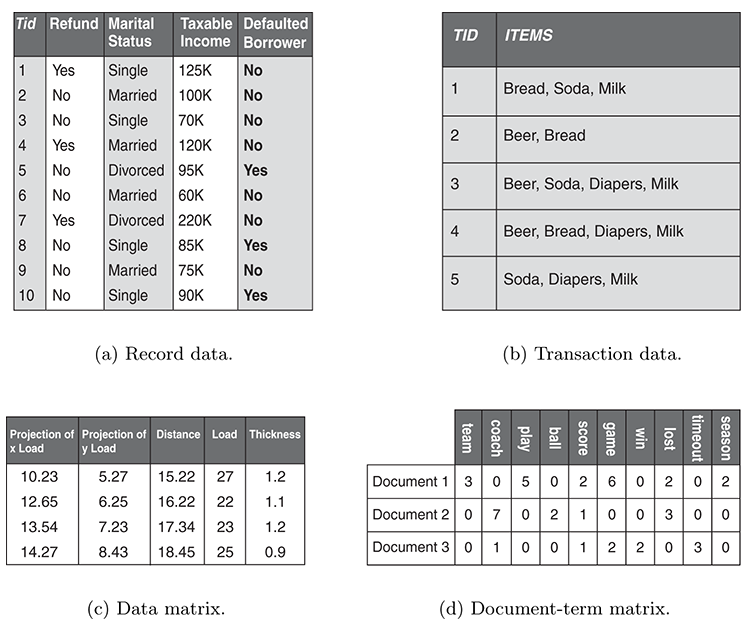 Tid Refund Marital Status Taxable Income Defaulted Borrower
1 Yes Single 125K No
2 No Married 100K No
3 No Single 70K No
4 Yes Married 120K No
5 No Divorced 95K Yes
6 No Married 60K No
7 Yes Divorced 220K No
8 No Single 85K Yes
9 No Married 75K No
10 No Single 90K Yes
(a) Record data.
TID ITEMS
1 Bread, Soda, Milk
2 Beer, Bread
3 Beer, Soda, Diapers, Milk
4 Beer, Bread, Diapers, Milk
5 Soda, Diapers, Milk
(b) Transaction data.
Projection of x Load Projection of y Load Distance Load Thickness
10.23 5.27 15.22 27 1.2
12.65 6.25 16.22 22 1.1
13.54 7.23 17.34 23 1.2
14.27 8.43 18.45 25 0.9
(c) Data matrix.
team coach play ball score game win lost timeout season
Document 1 3 0 5 0 2 6 0 2 0 2
Document 2 0 7 0 2 1 0 0 3 0 0
Document 3 0 1 0 0 1 2 2 0 3 0
(d) Document-term matrix.